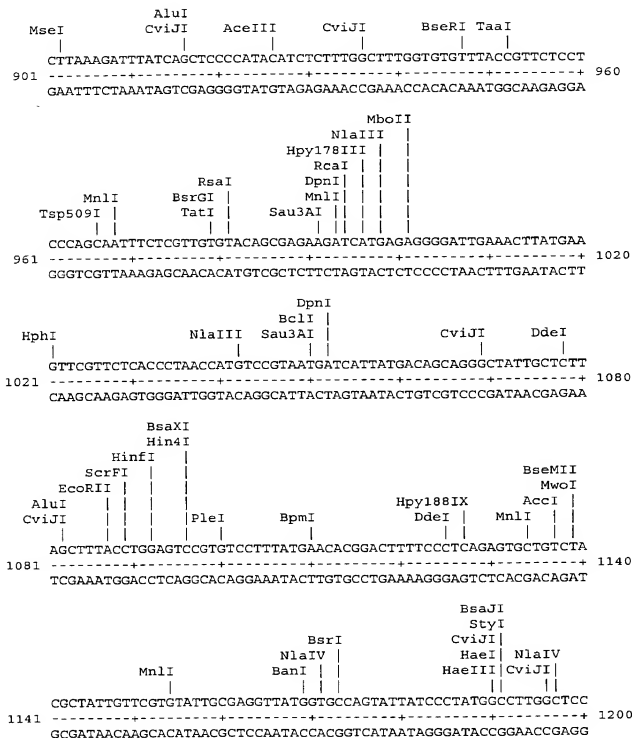 AluI
MseI CviJI AceIII CviJI BseRI TaaI
CTTAAAGATTTATCAGCTCCCCATACATCTCTTTGGCTTTGGTGTGTTTACCGTTCTCCT
901 ---------+---------+---------+---------+---------+---------+ 960
GAATTTCTAAATAGTCGAGGGGTATGTAGAGAAACCGAAACCACACAAATGGCAAGAGGA
MboII
NlaIII
Hpy178III
RcaI
RsaI DpnI
MnlI BsrGI MnlI
Tsp509I TatI Sau3AI
CCCAGCAATTTCTCGTTGTGTACAGCGAGAAGATCATGAGAGGGGATTGAAACTTATGAA
961 ---------+---------+---------+---------+---------+---------+ 1020
GGGTCGTTAAAGAGCAACACATGTCGCTCTTCTAGTACTCTCCCCTAACTTTGAATACTT
DpnI
BclI
HphI NlaIII Sau3AI CviJI DdeI
GTTCGTTCTCACCCTAACCATGTCCGTAATGATCATTATGACAGCAGGGCTATTGCTCTT
1021 ---------+---------+---------+---------+---------+---------+ 1080
CAAGCAAGAGTGGGATTGGTACAGGCATTACTAGTAATACTGTCGTCCCGATAACGAGAA
BsaXI
Hin4I
HinfI
ScrFI BseMII
EcoRII MwoI
AluI Hpy188IX AccI
CviJI PleI BpmI DdeI MnlI
AGCTTTACCTGGAGTCCGTGTCCTTTATGAACACGGACTTTTCCCTCAGAGTGCTGTCTA
1081 ---------+---------+---------+---------+---------+---------+ 1140
TCGAAATGGACCTCAGGCACAGGAAATACTTGTGCCTGAAAAGGGAGTCTCACGACAGAT
BsaJI
StyI
BsrI CviJI
NlaIV HaeI NlaIV
MnlI BanI HaeIII CviJI
CGCTATTGTTCGTGTATTGCGAGGTTATGGTGCCAGTATTATCCCTATGGCCTTGGCTCC
1141 ---------+---------+---------+---------+---------+---------+ 1200
GCGATAACAAGCACATAACGCTCCAATACCACGGTCATAATAGGGATACCGGAACCGAGG